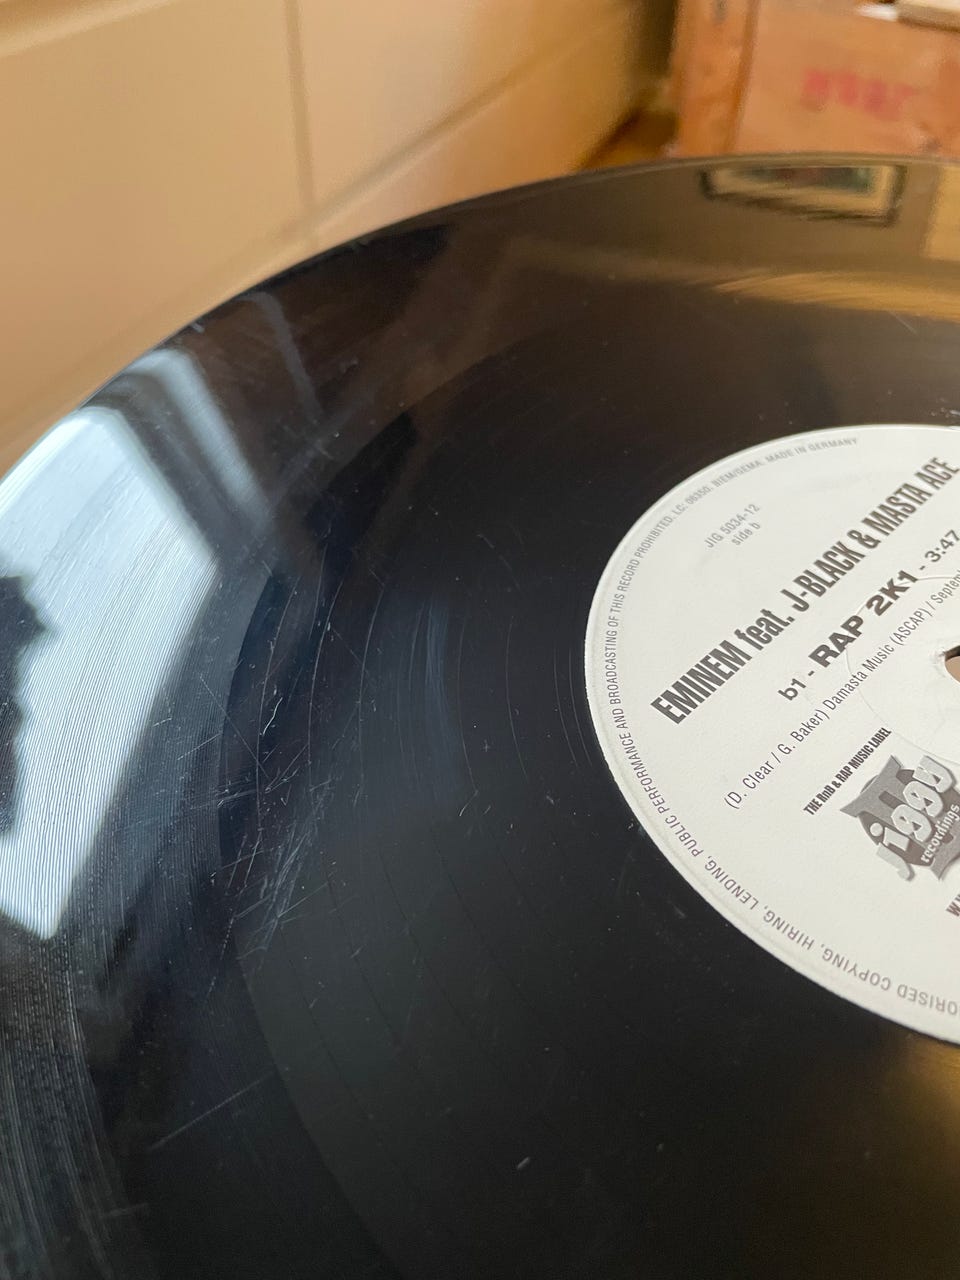 PRIVATE PERFORMANCE AND BROADCASTING OF THIS RECORD PROHIBITED. LC: 06350. BIEM/GEMA. MADE IN GERMANY
JIG 5034-12
side b
EMINEM feat. J-BLACK & MASTA ACE
b1 - RAP 2K1 - 3:47
(D. Clear / G. Baker) Damasta Music (ASCAP) / Septem
THE RnB & RAP MUSIC LABEL
jiggy
recordings
ORISED COPYING, HIRING, LENDING, PUBLIC